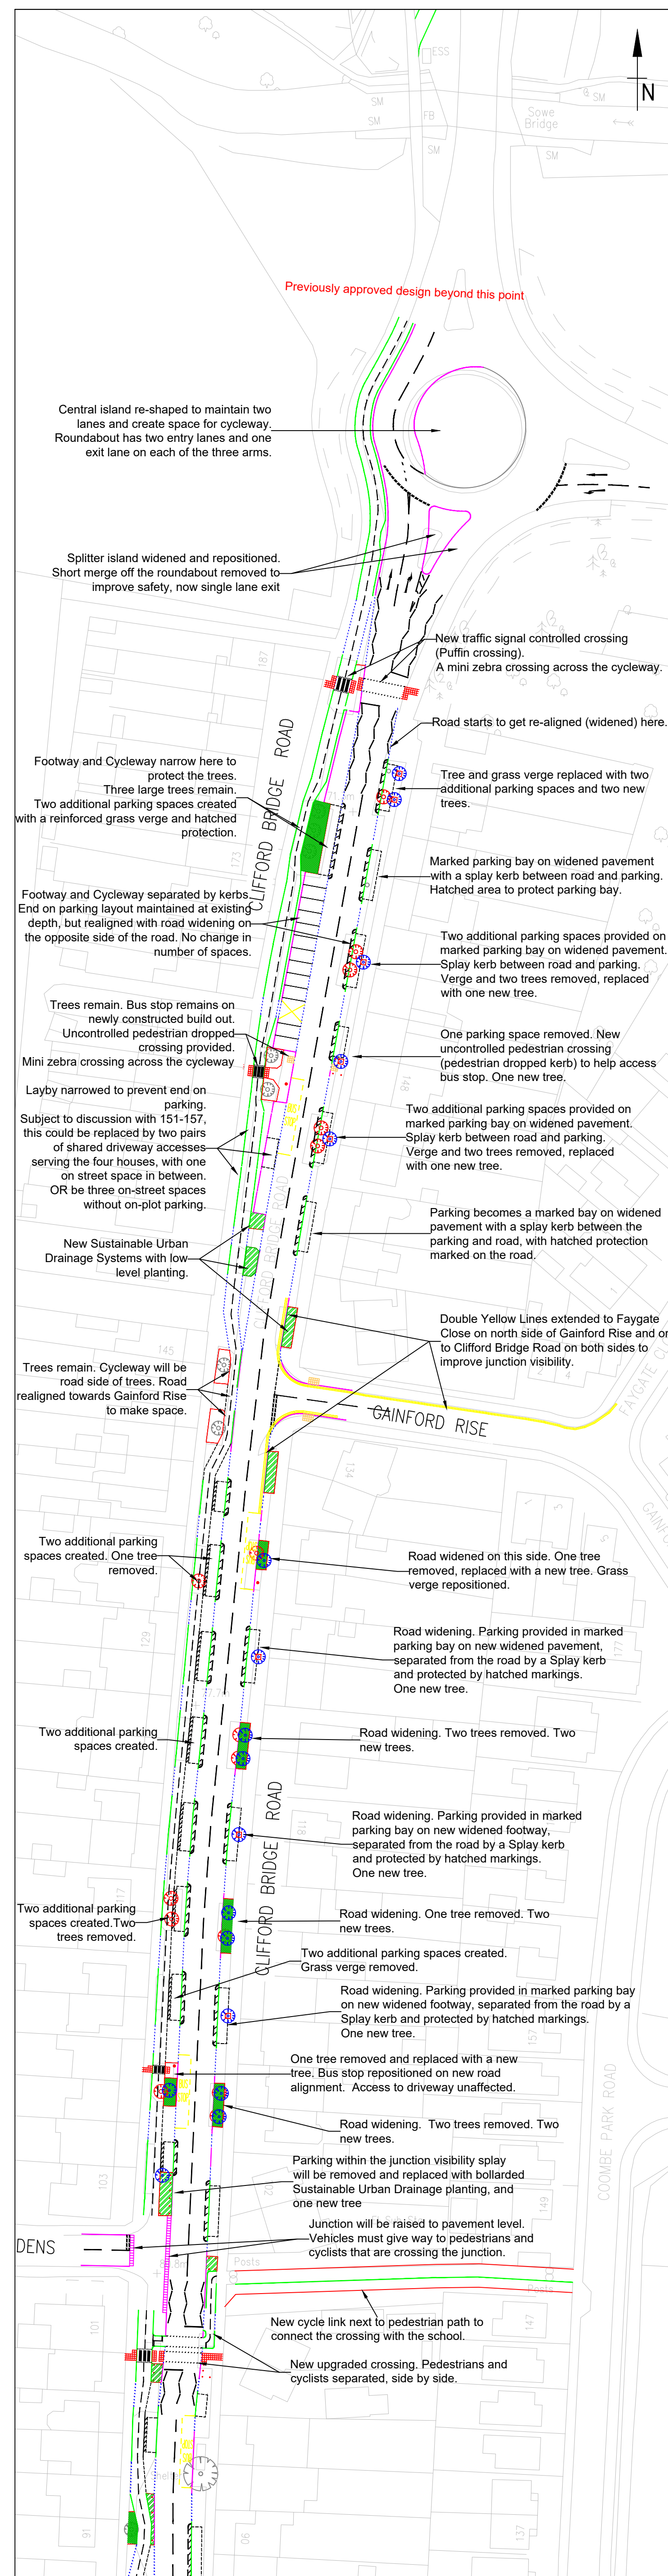 ESS
N
SM
SM
SM
FB
Sowe
Bridge
SM
SM
Previously approved design beyond this point
Central island re-shaped to maintain two
lanes and create space for cycleway.
Roundabout has two entry lanes and one
exit lane on each of the three arms.
Splitter island widened and repositioned.
Short merge off the roundabout removed to
improve safety, now single lane exit
New traffic signal controlled crossing
(Puffin crossing).
A mini zebra crossing across the cycleway.
187
CLIFFORD BRIDGE ROAD
Road starts to get re-aligned (widened) here.
Footway and Cycleway narrow here to
protect the trees.
Three large trees remain.
Two additional parking spaces created
with a reinforced grass verge and hatched
protection.
Tree and grass verge replaced with two
additional parking spaces and two new
trees.
173
Marked parking bay on widened pavement
with a splay kerb between road and parking.
Hatched area to protect parking bay.
Footway and Cycleway separated by kerbs.
End on parking layout maintained at existing
depth, but realigned with road widening on
the opposite side of the road. No change in
number of spaces.
Two additional parking spaces provided on
marked parking bay on widened pavement.
Splay kerb between road and parking.
Verge and two trees removed, replaced
with one new tree.
Trees remain. Bus stop remains on
newly constructed build out.
Uncontrolled pedestrian dropped
crossing provided.
Mini zebra crossing across the cycleway
One parking space removed. New
uncontrolled pedestrian crossing
(pedestrian dropped kerb) to help access
bus stop. One new tree.
148
Layby narrowed to prevent end on
parking.
Subject to discussion with 151-157,
this could be replaced by two pairs
of shared driveway accesses
serving the four houses, with one
on street space in between.
OR be three on-street spaces
without on-plot parking.
Two additional parking spaces provided on
marked parking bay on widened pavement.
Splay kerb between road and parking.
Verge and two trees removed, replaced
with one new tree.
CLIFFORD BRIDGE ROAD
Parking becomes a marked bay on widened
pavement with a splay kerb between the
parking and road, with hatched protection
marked on the road.
New Sustainable Urban
Drainage Systems with low
level planting.
Double Yellow Lines extended to Faygate
Close on north side of Gainford Rise and on
to Clifford Bridge Road on both sides to
improve junction visibility.
145
2
4
Trees remain. Cycleway will be
road side of trees. Road
realigned towards Gainford Rise
to make space.
GAINFORD RISE
134
Two additional parking
spaces created. One tree
removed.
Road widened on this side. One tree
removed, replaced with a new tree. Grass
verge repositioned.
129
177
Road widening. Parking provided in marked
parking bay on new widened pavement,
separated from the road by a Splay kerb
and protected by hatched markings.
One new tree.
Two additional parking
spaces created.
Road widening. Two trees removed. Two
new trees.
CLIFFORD BRIDGE ROAD
118
Road widening. Parking provided in marked
parking bay on new widened footway,
separated from the road by a Splay kerb
and protected by hatched markings.
One new tree.
117
Two additional parking
spaces created.Two
trees removed.
Road widening. One tree removed. Two
new trees.
Two additional parking spaces created.
Grass verge removed.
Road widening. Parking provided in marked parking bay
on new widened footway, separated from the road by a
Splay kerb and protected by hatched markings.
One new tree.
157
One tree removed and replaced with a new
tree. Bus stop repositioned on new road
alignment. Access to driveway unaffected.
COOMBE PARK ROAD
Road widening. Two trees removed. Two
new trees.
103
Parking within the junction visibility splay
will be removed and replaced with bollarded
Sustainable Urban Drainage planting, and
one new tree
149
DENS
Junction will be raised to pavement level.
Vehicles must give way to pedestrians and
cyclists that are crossing the junction.
Posts
Posts
101
147
New cycle link next to pedestrian path to
connect the crossing with the school.
New upgraded crossing. Pedestrians and
cyclists separated, side by side.
91
90
137